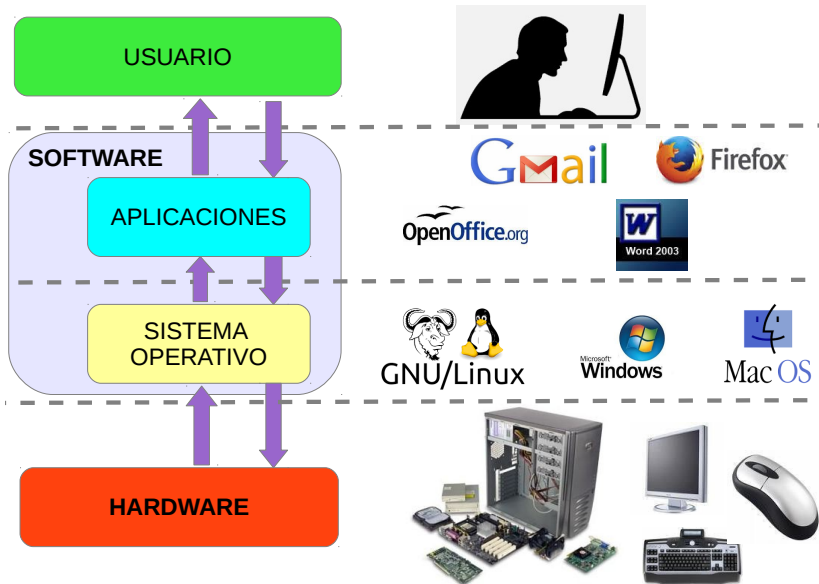 USUARIO
SOFTWARE
Gmail
Firefox
APLICACIONES
OpenOffice.org
W
Word 2003
SISTEMA
OPERATIVO
GNU/Linux
Microsoft
Windows
Mac OS
HARDWARE